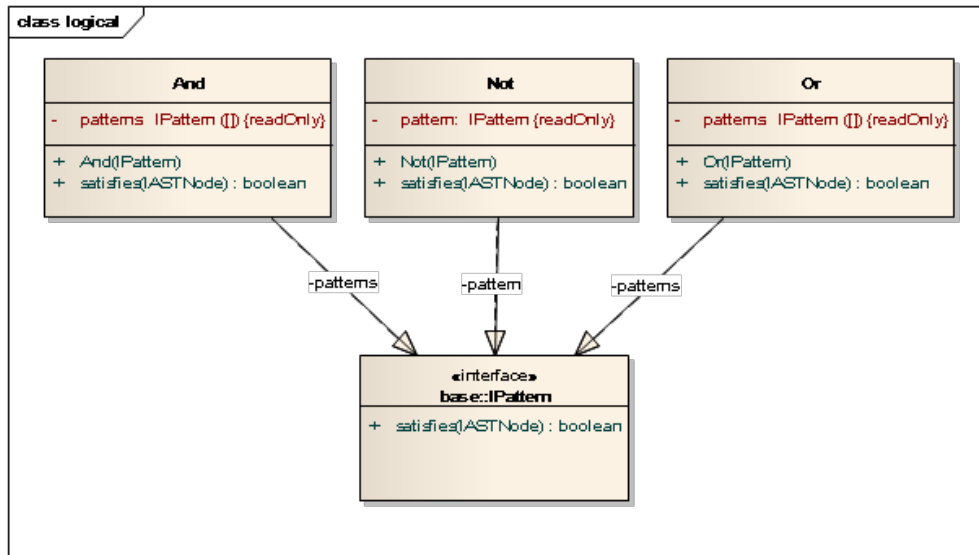 class logical
And
- patterns IPattern ([]) {readOnly}
+ And(IPattern)
+ satisfies(IASTNode) : boolean
Not
- pattern: IPattern {readOnly}
+ Not(IPattern)
+ satisfies(IASTNode) : boolean
Or
- patterns IPattern ([]) {readOnly}
+ Or(IPattern)
+ satisfies(IASTNode) : boolean
-patterns
-pattern
-patterns
«interface»
base::IPattern
+ satisfies(IASTNode) : boolean